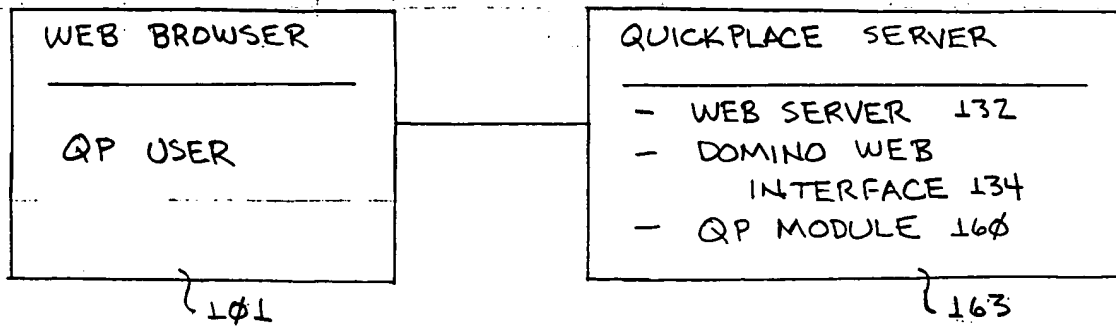 WEB BROWSER
QP USER
101
QUICKPLACE SERVER
- WEB SERVER 132
- DOMINO WEB
INTERFACE 134
- QP MODULE 160
163